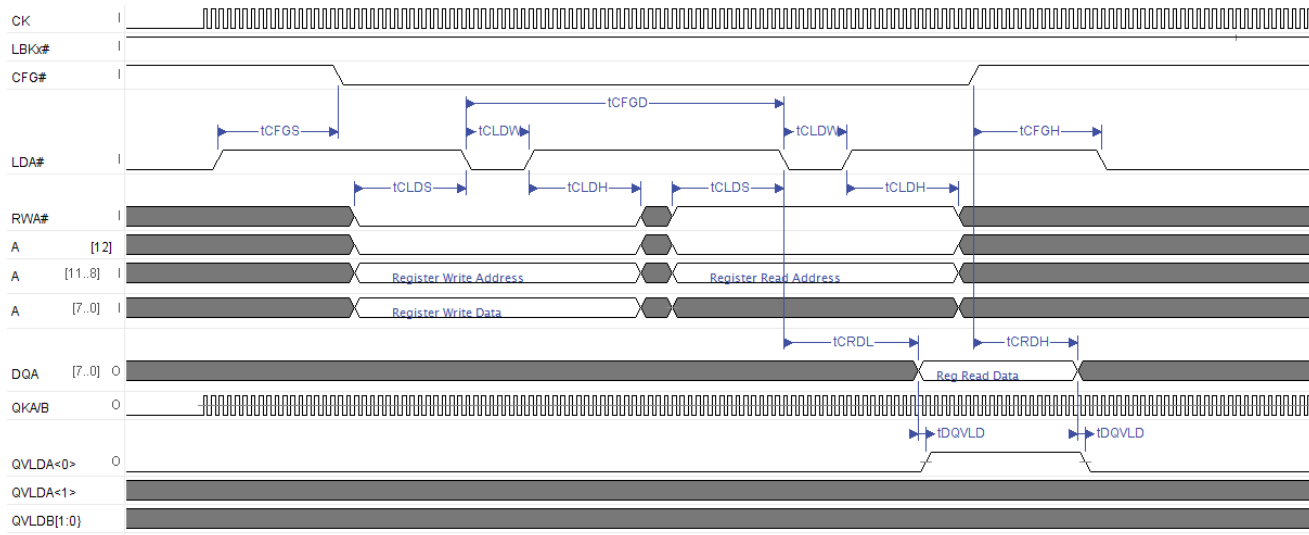 CK
LBKx# I
CFG# I
tCFGD
tCFGS tCLDW tCLDW tCFGH
LDA# I
tCLDS tCLDH tCLDS tCLDH
RWA# I
A [12]
A [11..8] I Register Write Address Register Read Address
A [7..0] I Register Write Data
tCRDL tCRDH
DQA [7..0] O Reg Read Data
QKA/B O
tDQVLD tDQVLD
QVLDA<0> O
QVLDA<1>
QVLDB[1:0}